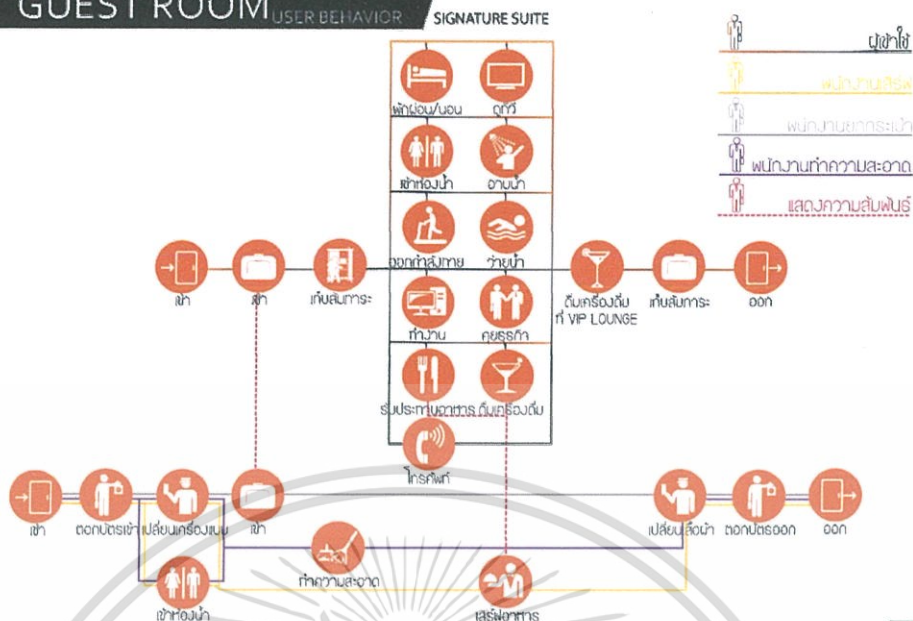 GUEST ROOM USER BEHAVIOR SIGNATURE SUITE
ผู้เข้าใช้
พนักงานเสิร์ฟ
พนักงานยกกระเป๋า
พนักงานทำความสะอาด
แสดงความสัมพันธ์
พักผ่อน/นอน ดูทีวี
เข้าห้องน้ำ อาบน้ำ
ออกกำลังกาย ว่ายน้ำ
เข้า เข้า เก็บสัมภาระ
ทำงาน คุยธุรกิจ
ดื่มเครื่องดื่ม
ที่ VIP LOUNGE
เก็บสัมภาระ ออก
รับประทานอาหาร ดื่มเครื่องดื่ม
โทรศัพท์
เข้า ตอกบัตรเข้า เปลี่ยนเครื่องแบบ เข้า
เปลี่ยนเสื้อผ้า ตอกบัตรออก ออก
ทำความสะอาด
เข้าห้องน้ำ
เสิร์ฟอาหาร